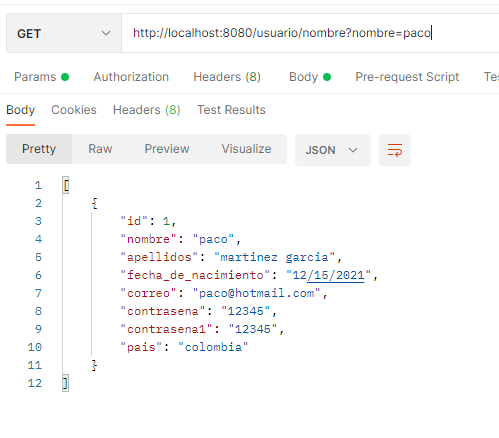 GET http://localhost:8080/usuario/nombre?nombre=paco
Params Authorization Headers (8) Body Pre-request Script Te
Body Cookies Headers (8) Test Results
Pretty Raw Preview Visualize JSON
1 [
2 {
3 "id": 1,
4 "nombre": "paco",
5 "apellidos": "martinez garcia",
6 "fecha_de_nacimiento": "12/15/2021",
7 "correo": "paco@hotmail.com",
8 "contrasena": "12345",
9 "contrasena1": "12345",
10 "pais": "colombia"
11 }
12 ]